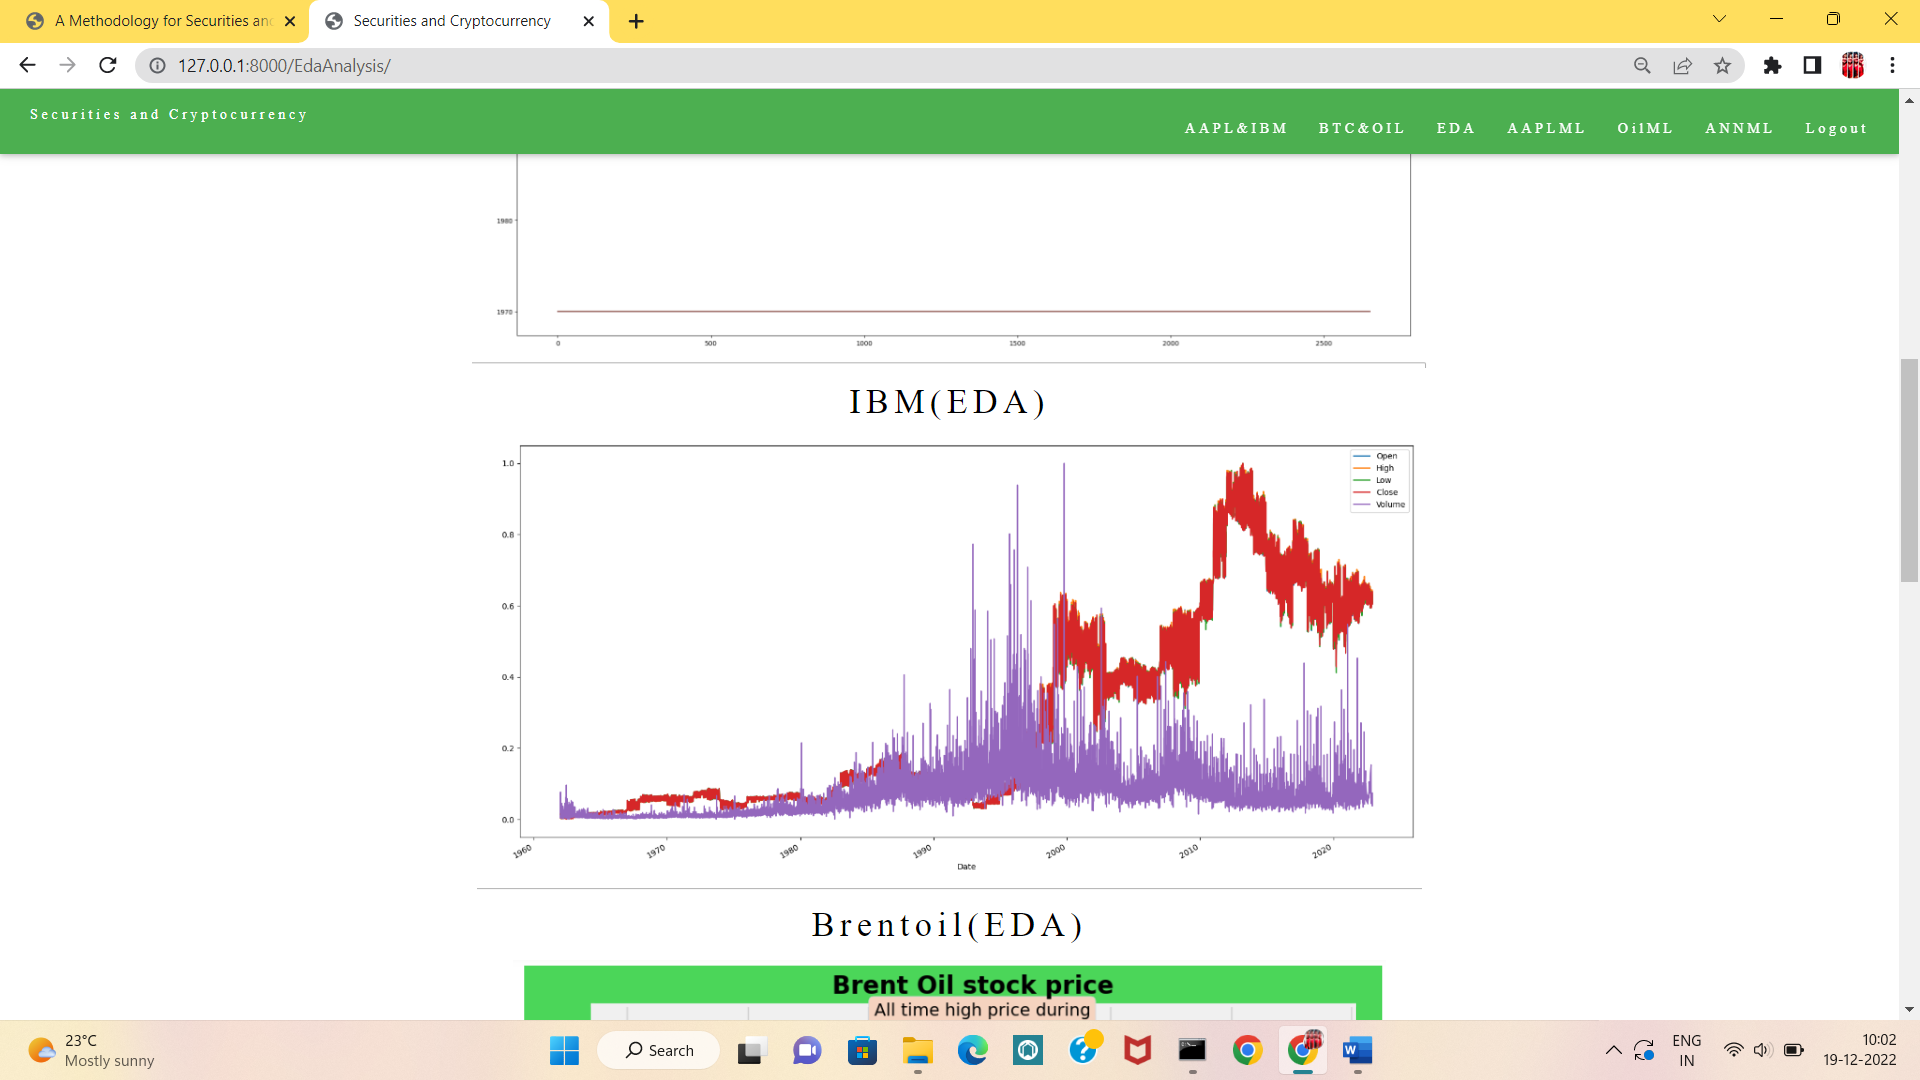 A Methodology for Securities an
Securities and Cryptocurrency
127.0.0.1:8000/EdaAnalysis/
Securities and Cryptocurrency
AAPL&IBM BTC&OIL EDA AAPLML OilML ANNML Logout
1980
1970
0 500 1000 1500 2000 2500
IBM(EDA)
Open
High
Low
Close
Volume
1.0
0.8
0.6
0.4
0.2
0.0
1960 1970 1980 1990 2000 2010 2020
Date
Brentoil(EDA)
Brent Oil stock price
All time high price during
23°C
Mostly sunny
Search
W
ENG
IN
10:02
19-12-2022